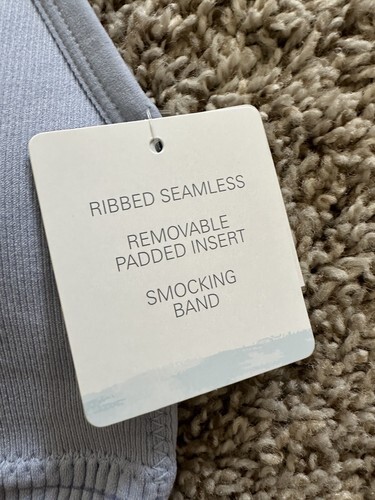 RIBBED SEAMLESS
REMOVABLE
PADDED INSERT
SMOCKING
BAND